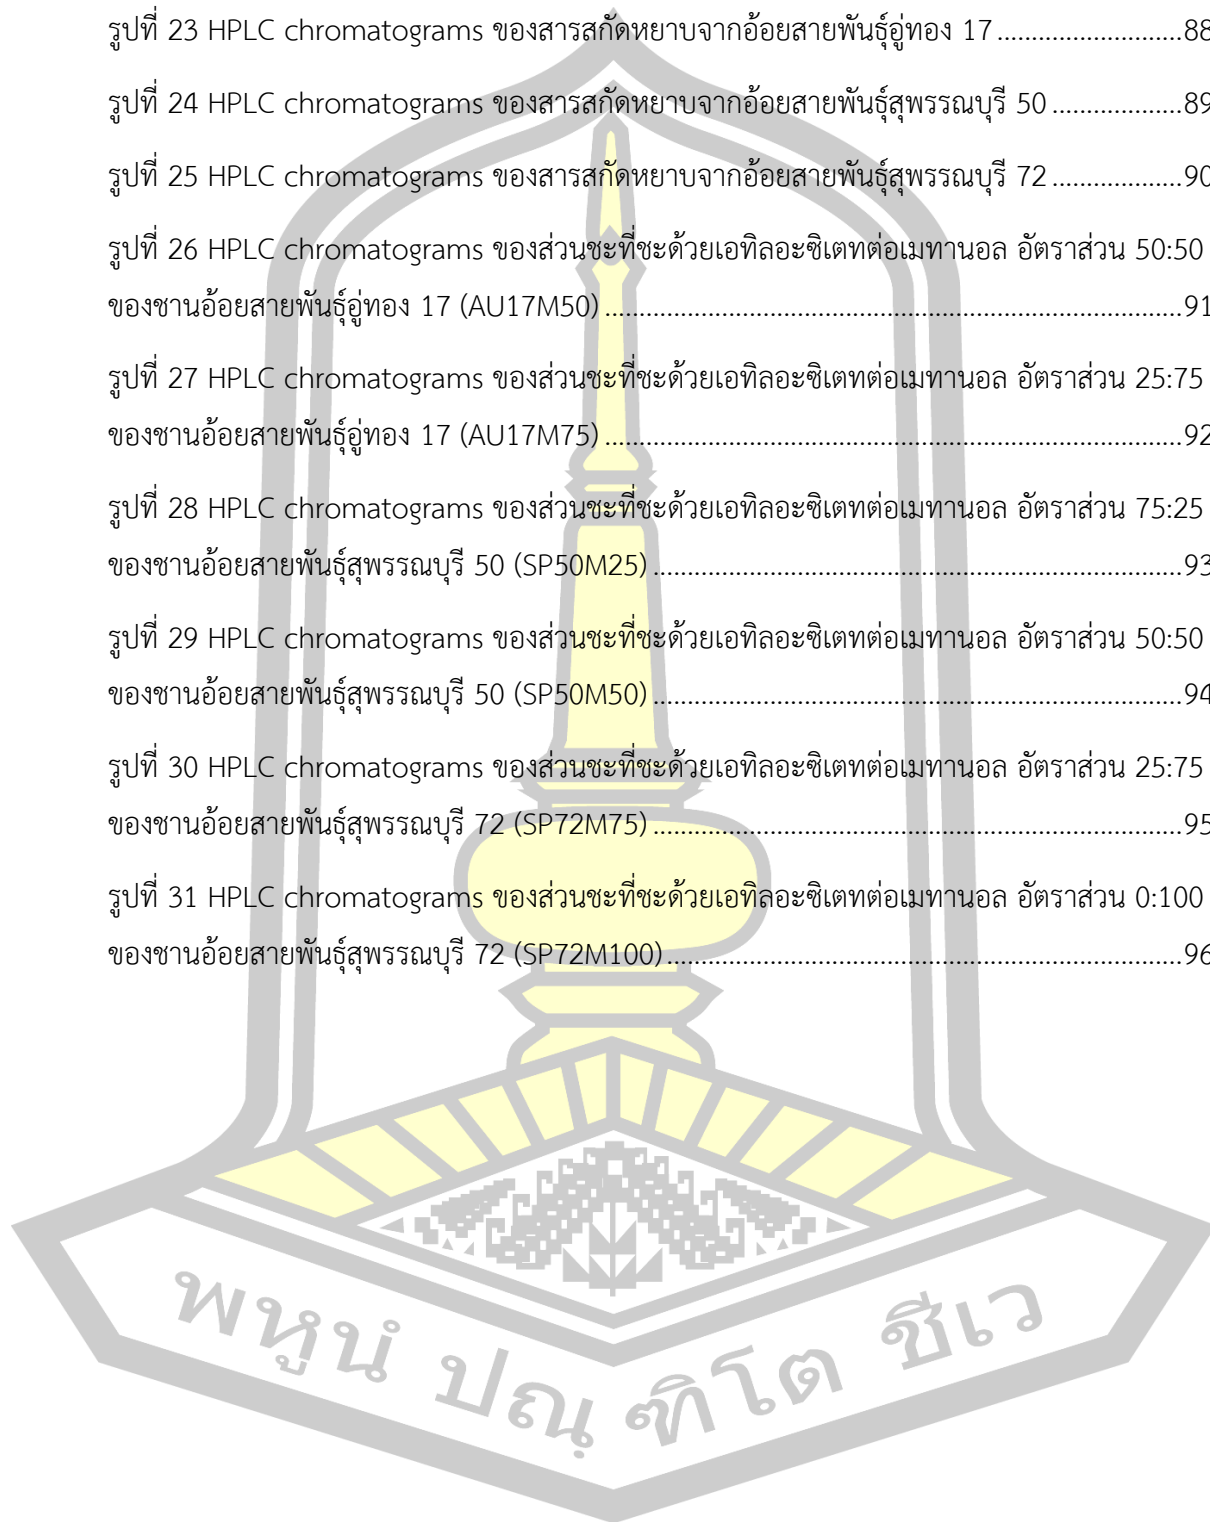 รูปที่ 23 HPLC chromatograms ของสารสกัดหยาบจากอ้อยสายพันธุ์อู่ทอง 17...........................88
รูปที่ 24 HPLC chromatograms ของสารสกัดหยาบจากอ้อยสายพันธุ์สุพรรณบุรี 50...................89
รูปที่ 25 HPLC chromatograms ของสารสกัดหยาบจากอ้อยสายพันธุ์สุพรรณบุรี 72...................90
รูปที่ 26 HPLC chromatograms ของส่วนชะที่ชะด้วยเอทิลอะซิเตทต่อเมทานอล อัตราส่วน 50:50
ของชานอ้อยสายพันธุ์อู่ทอง 17 (AU17M50)....................................................................................91
รูปที่ 27 HPLC chromatograms ของส่วนชะที่ชะด้วยเอทิลอะซิเตทต่อเมทานอล อัตราส่วน 25:75
ของชานอ้อยสายพันธุ์อู่ทอง 17 (AU17M75)....................................................................................92
รูปที่ 28 HPLC chromatograms ของส่วนชะที่ชะด้วยเอทิลอะซิเตทต่อเมทานอล อัตราส่วน 75:25
ของชานอ้อยสายพันธุ์สุพรรณบุรี 50 (SP50M25).............................................................................93
รูปที่ 29 HPLC chromatograms ของส่วนชะที่ชะด้วยเอทิลอะซิเตทต่อเมทานอล อัตราส่วน 50:50
ของชานอ้อยสายพันธุ์สุพรรณบุรี 50 (SP50M50).............................................................................94
รูปที่ 30 HPLC chromatograms ของส่วนชะที่ชะด้วยเอทิลอะซิเตทต่อเมทานอล อัตราส่วน 25:75
ของชานอ้อยสายพันธุ์สุพรรณบุรี 72 (SP72M75).............................................................................95
รูปที่ 31 HPLC chromatograms ของส่วนชะที่ชะด้วยเอทิลอะซิเตทต่อเมทานอล อัตราส่วน 0:100
ของชานอ้อยสายพันธุ์สุพรรณบุรี 72 (SP72M100)...........................................................................96
พหูนํ ปณฺฑิโต ชีเว